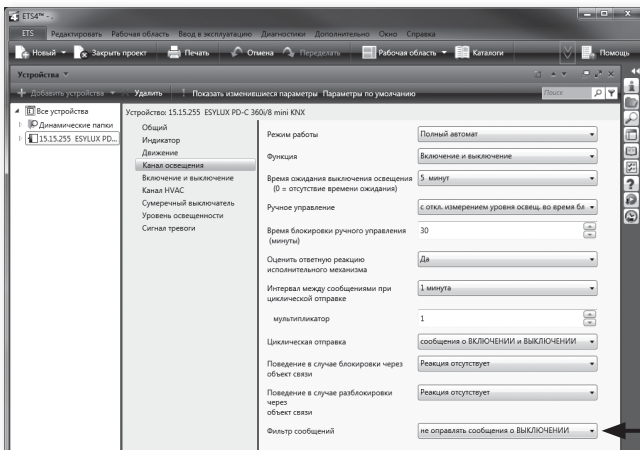 ETS4™ - .
ETS Редактировать Рабочая область Ввод в эксплуатацию Диагностики Дополнительно Окно Справка
Новый Закрыть проект Печать Отмена Переделать Рабочая область Каталоги Помощь
Устройства
Добавить устройства Удалить Показать изменившиеся параметры Параметры по умолчанию Поиск
Все устройства
Динамические папки
15.15.255 ESYLUX PD...
Устройство: 15.15.255 ESYLUX PD-C 360i/8 mini KNX
Общий
Индикатор
Движение
Канал освещения
Включение и выключение
Канал HVAC
Сумеречный выключатель
Уровень освещенности
Сигнал тревоги
Режим работы Полный автомат
Функция Включение и выключение
Время ожидания выключения освещения 5 минут
(0 = отсутствие времени ожидания)
Ручное управление с откл. измерением уровня освещ. во время бл
Время блокировки ручного управления 30
(минуты)
Оценить ответную реакцию Да
исполнительного механизма
Интервал между сообщениями при 1 минута
циклической отправке
мультипликатор 1
Циклическая отправка сообщения о ВКЛЮЧЕНИИ и ВЫКЛЮЧЕНИИ
Поведение в случае блокировки через Реакция отсутствует
объект связи
Поведение в случае разблокировки Реакция отсутствует
через
объект связи
Фильтр сообщений не оправлять сообщения о ВЫКЛЮЧЕНИИ